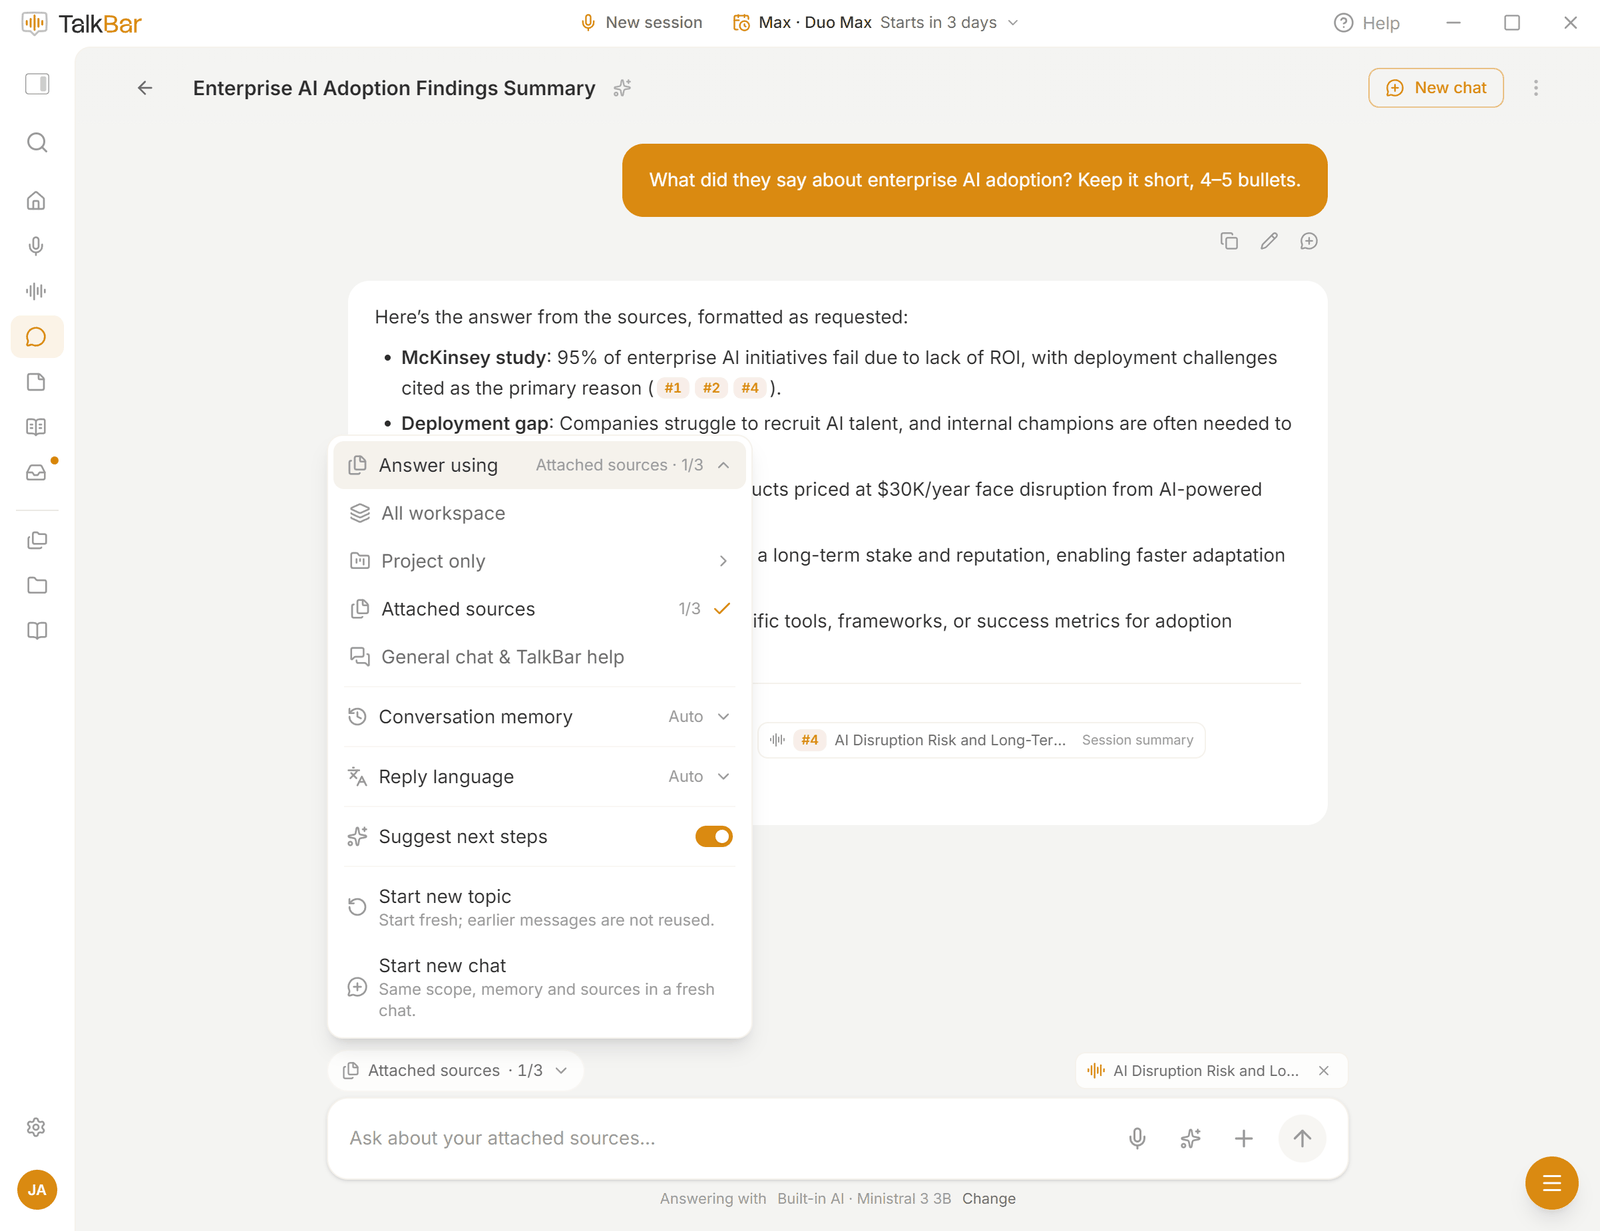 TalkBar
New session
Max · Duo Max Starts in 3 days
Help
Enterprise AI Adoption Findings Summary
New chat
What did they say about enterprise AI adoption? Keep it short, 4–5 bullets.
Here’s the answer from the sources, formatted as requested:
• McKinsey study: 95% of enterprise AI initiatives fail due to lack of ROI, with deployment challenges
cited as the primary reason ( #1 #2 #4 ).
• Deployment gap: Companies struggle to recruit AI talent, and internal champions are often needed to
Answer using Attached sources · 1/3
ucts priced at $30K/year face disruption from AI-powered
All workspace
a long-term stake and reputation, enabling faster adaptation
Project only
Attached sources 1/3
ific tools, frameworks, or success metrics for adoption
General chat & TalkBar help
Conversation memory Auto
#4 AI Disruption Risk and Long-Ter... Session summary
Reply language Auto
Suggest next steps
Start new topic
Start fresh; earlier messages are not reused.
Start new chat
Same scope, memory and sources in a fresh
chat.
Attached sources · 1/3
AI Disruption Risk and Lo...
Ask about your attached sources...
JA
Answering with Built-in AI · Ministral 3 3B Change